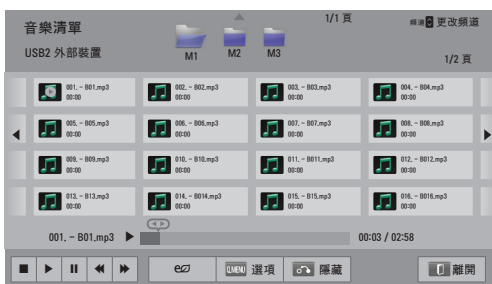 音樂清單
1/1 頁
頻道 更改頻道
USB2 外部裝置
M1 M2 M3
1/2 頁
001. - B01.mp3
00:00
002. - B02.mp3
00:00
003. - B03.mp3
00:00
004. - B04.mp3
00:00
005. - B05.mp3
00:00
006. - B06.mp3
00:00
007. - B07.mp3
00:00
008. - B08.mp3
00:00
009. - B09.mp3
00:00
010. - B10.mp3
00:00
011. - B011.mp3
00:00
012. - B012.mp3
00:00
013. - B13.mp3
00:00
014. - B014.mp3
00:00
015. - B15.mp3
00:00
016. - B016.mp3
00:00
001. - B01.mp3
00:03 / 02:58
e
Q.MENU 選項
隱藏
離開